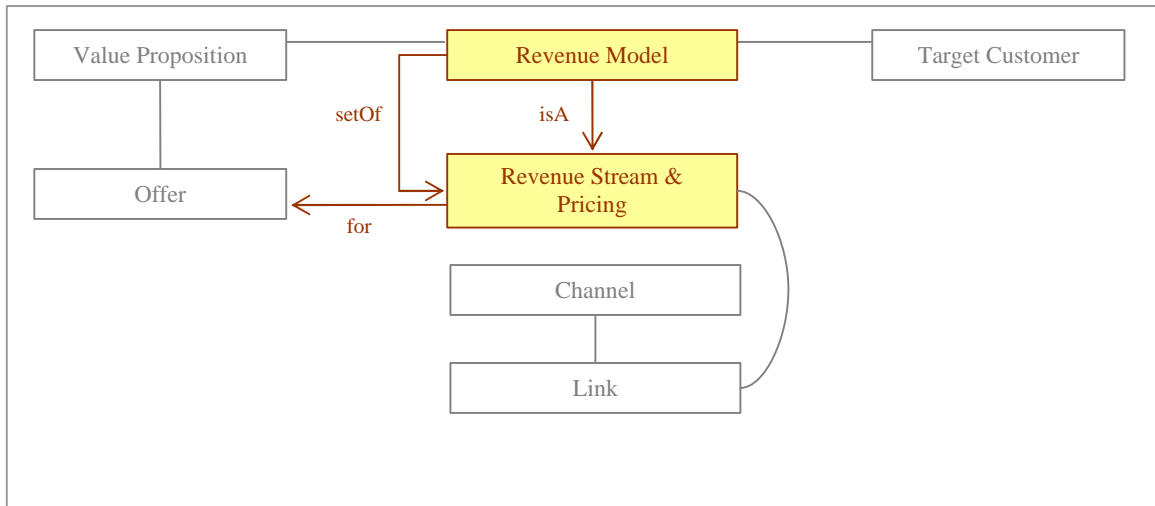 Value Proposition
Revenue Model
Target Customer
setOf
isA
Offer
Revenue Stream &
Pricing
for
Channel
Link